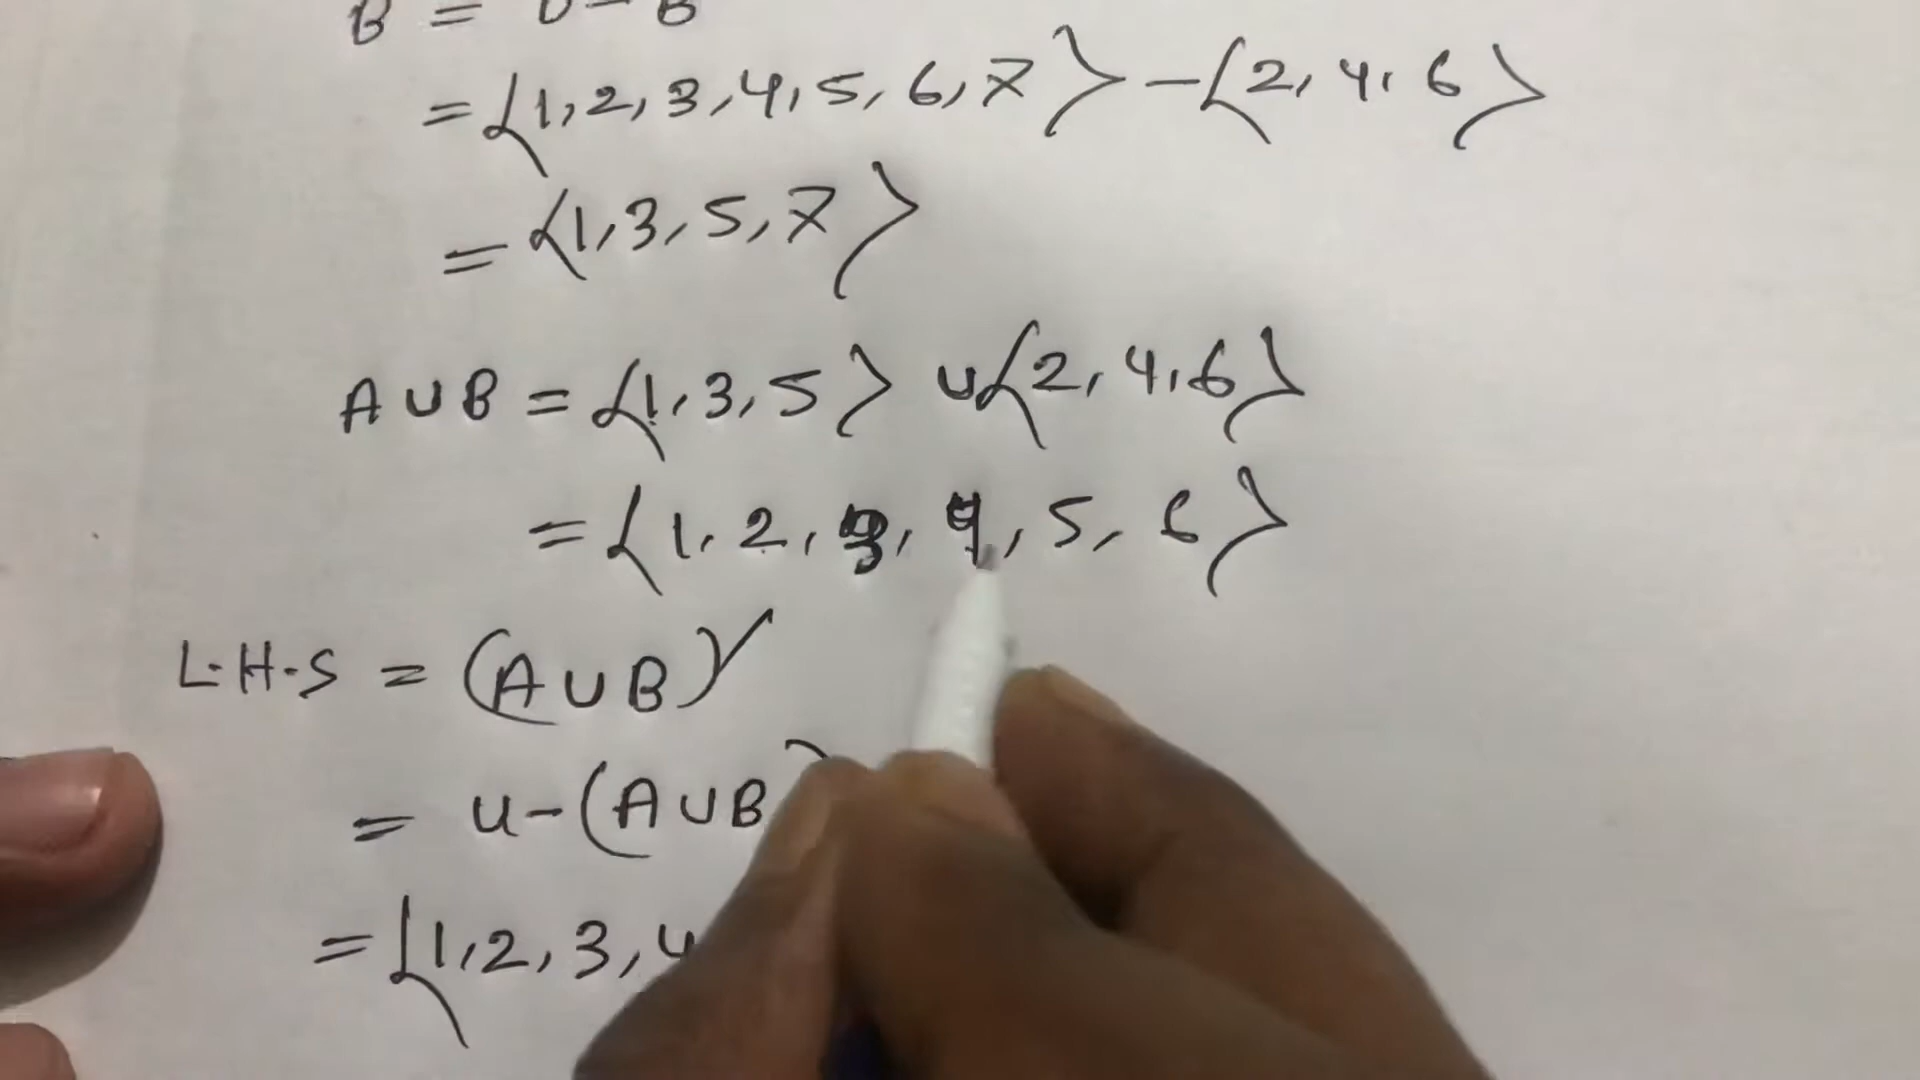 B = U - B
= {1, 2, 3, 4, 5, 6, 7} - {2, 4, 6}
= {1, 3, 5, 7}
A ∪ B = {1, 3, 5} ∪ {2, 4, 6}
= {1, 2, 3, 4, 5, 6}
L.H.S = (A ∪ B)′
= U - (A ∪ B)
= {1, 2, 3, 4